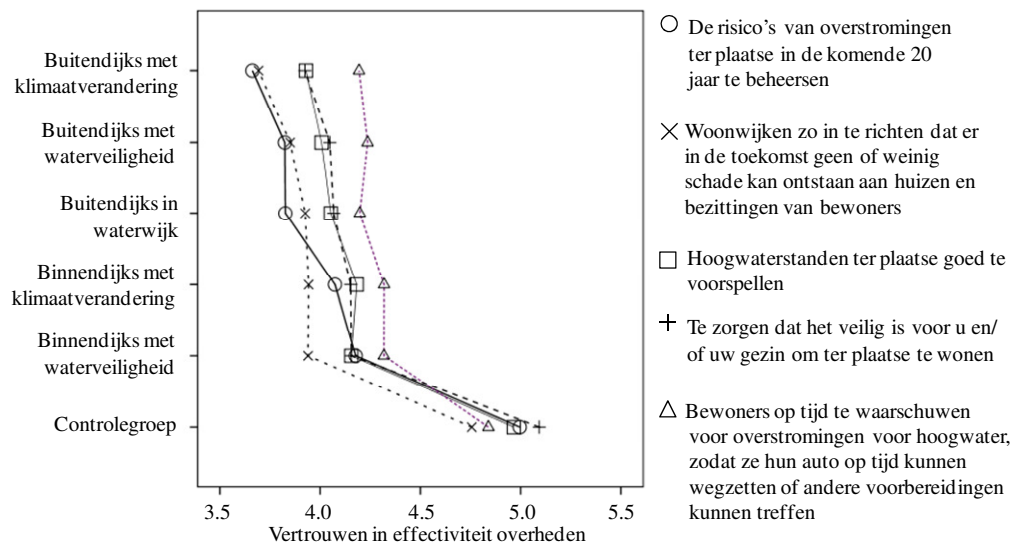 Buitendijks met
klimaatverandering
Buitendijks met
waterveiligheid
Buitendijks in
waterwijk
Binnendijks met
klimaatverandering
Binnendijks met
waterveiligheid
Controlegroep
3.5 4.0 4.5 5.0 5.5
Vertrouwen in effectiviteit overheden
De risico's van overstromingen
ter plaatse in de komende 20
jaar te beheersen
Woonwijken zo in te richten dat er
in de toekomst geen of weinig
schade kan ontstaan aan huizen en
bezittingen van bewoners
Hoogwaterstanden ter plaatse goed te
voorspellen
Te zorgen dat het veilig is voor u en/
of uw gezin om ter plaatse te wonen
Bewoners op tijd te waarschuwen
voor overstromingen voor hoogwater,
zodat ze hun auto op tijd kunnen
wegzetten of andere voorbereidingen
kunnen treffen